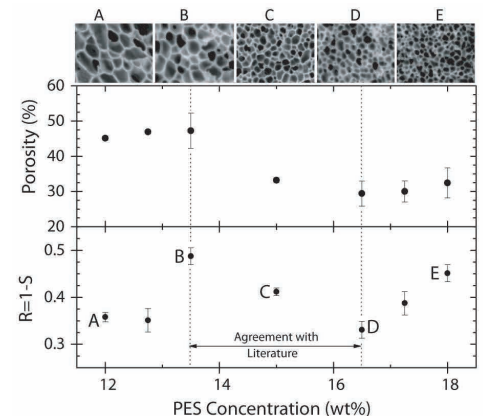 A B C D E
60
50
40
30
20
Porosity (%)
0.5
0.4
0.3
R=1-S
A
B
C
D
E
Agreement with
Literature
12 14 16 18
PES Concentration (wt%)